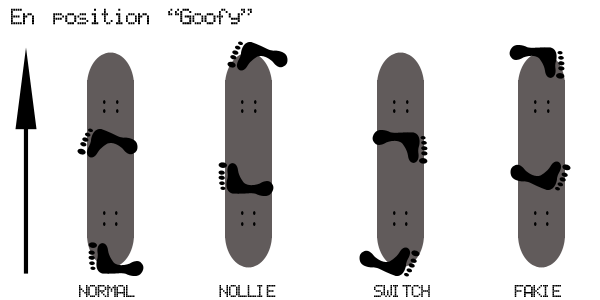 En position “Goofy”
NORMAL NOLLIE SWITCH FAKIE